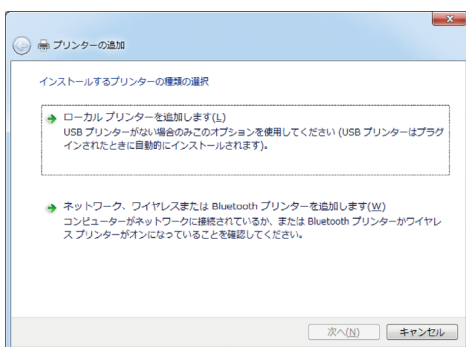 プリンターの追加
インストールするプリンターの種類の選択
ローカル プリンターを追加します(L)
USB プリンターがない場合のみこのオプションを使用してください (USB プリンターはプラグ
インされたときに自動的にインストールされます)。
ネットワーク、ワイヤレスまたは Bluetooth プリンターを追加します(W)
コンピューターがネットワークに接続されているか、または Bluetooth プリンターかワイヤレ
ス プリンターがオンになっていることを確認してください。
次へ(N) キャンセル